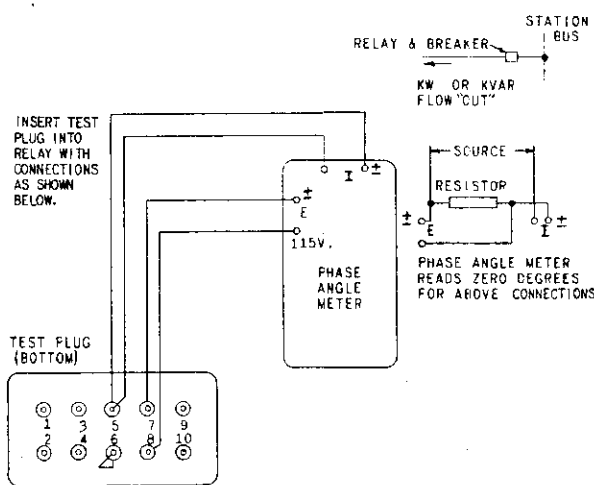 STATION
BUS
RELAY & BREAKER
KW OR KVAR
FLOW "CUT"
INSERT TEST
PLUG INTO
RELAY WITH
CONNECTIONS
AS SHOWN
BELOW.
I ±
±
E
115V.
PHASE
ANGLE
METER
SOURCE
RESISTOR
±
E I ±
PHASE ANGLE METER
READS ZERO DEGREES
FOR ABOVE CONNECTIONS
TEST PLUG
(BOTTOM)
1 3 5 7 9
2 4 6 8 10